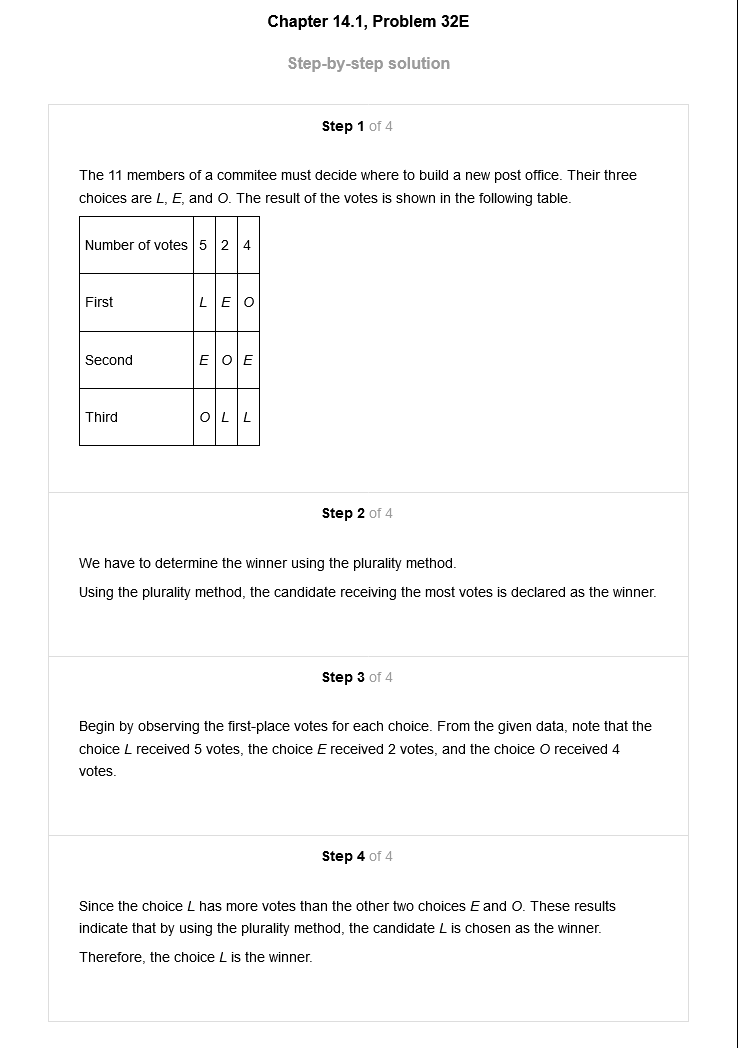 Chapter 14.1, Problem 32E
Step-by-step solution
Step 1 of 4
The 11 members of a commitee must decide where to build a new post office. Their three
choices are L, E, and O. The result of the votes is shown in the following table.
Number of votes 5 2 4
First L E O
Second E O E
Third O L L
Step 2 of 4
We have to determine the winner using the plurality method.
Using the plurality method, the candidate receiving the most votes is declared as the winner.
Step 3 of 4
Begin by observing the first-place votes for each choice. From the given data, note that the
choice L received 5 votes, the choice E received 2 votes, and the choice O received 4
votes.
Step 4 of 4
Since the choice L has more votes than the other two choices E and O. These results
indicate that by using the plurality method, the candidate L is chosen as the winner.
Therefore, the choice L is the winner.